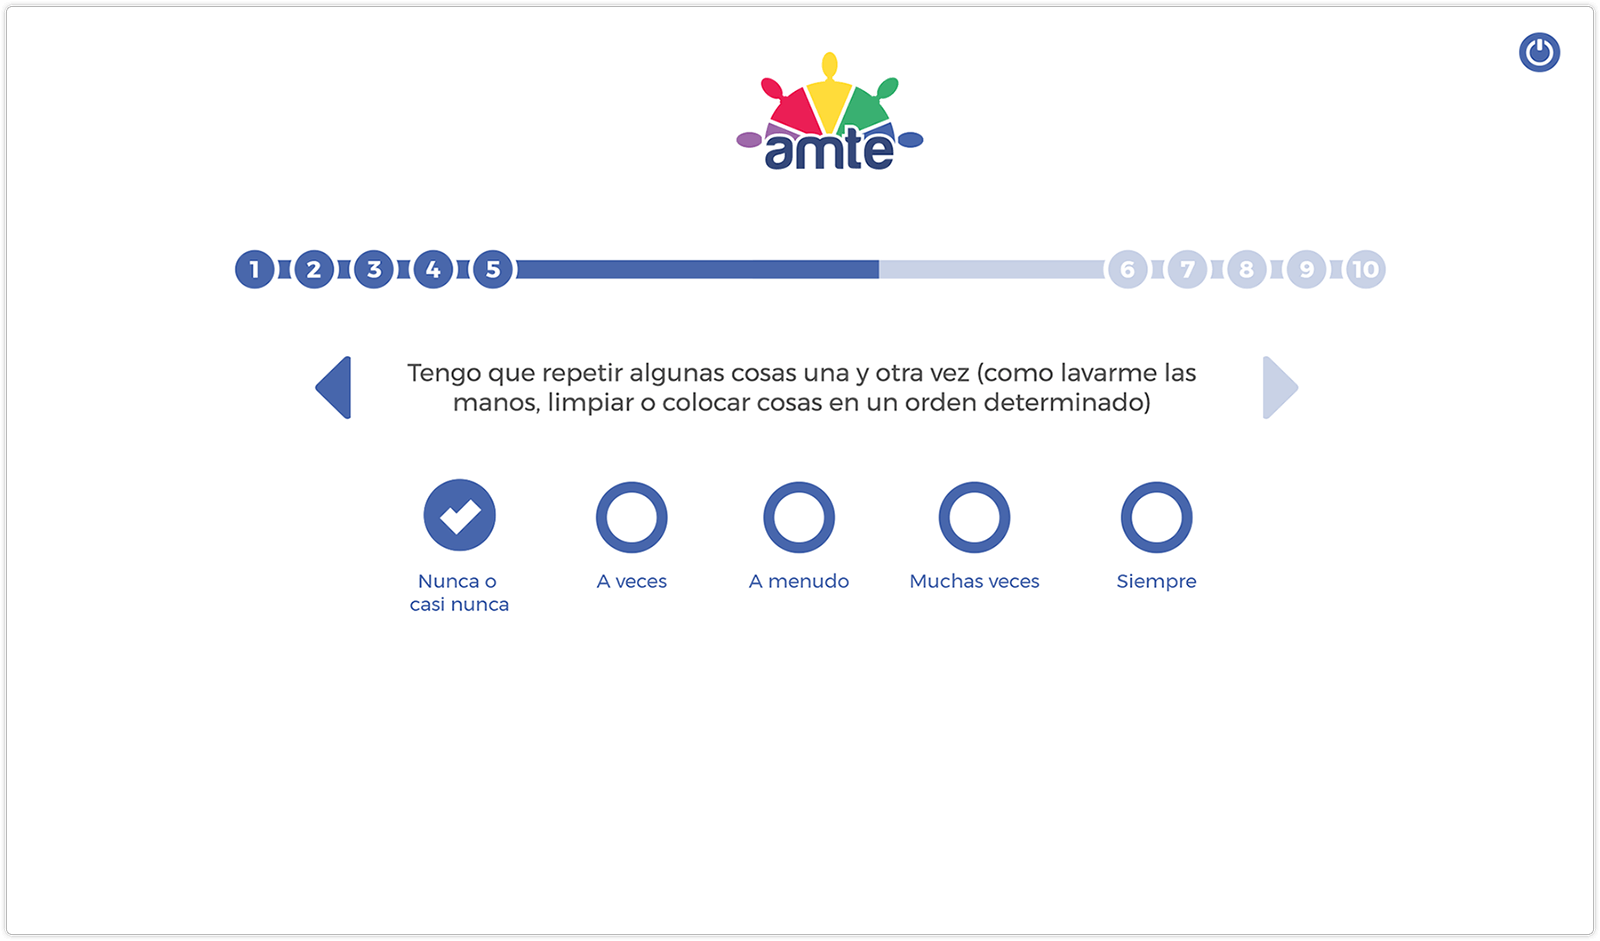 amte
1 2 3 4 5 6 7 8 9 10
Tengo que repetir algunas cosas una y otra vez (como lavarme las
manos, limpiar o colocar cosas en un orden determinado)
Nunca o
casi nunca
A veces
A menudo
Muchas veces
Siempre